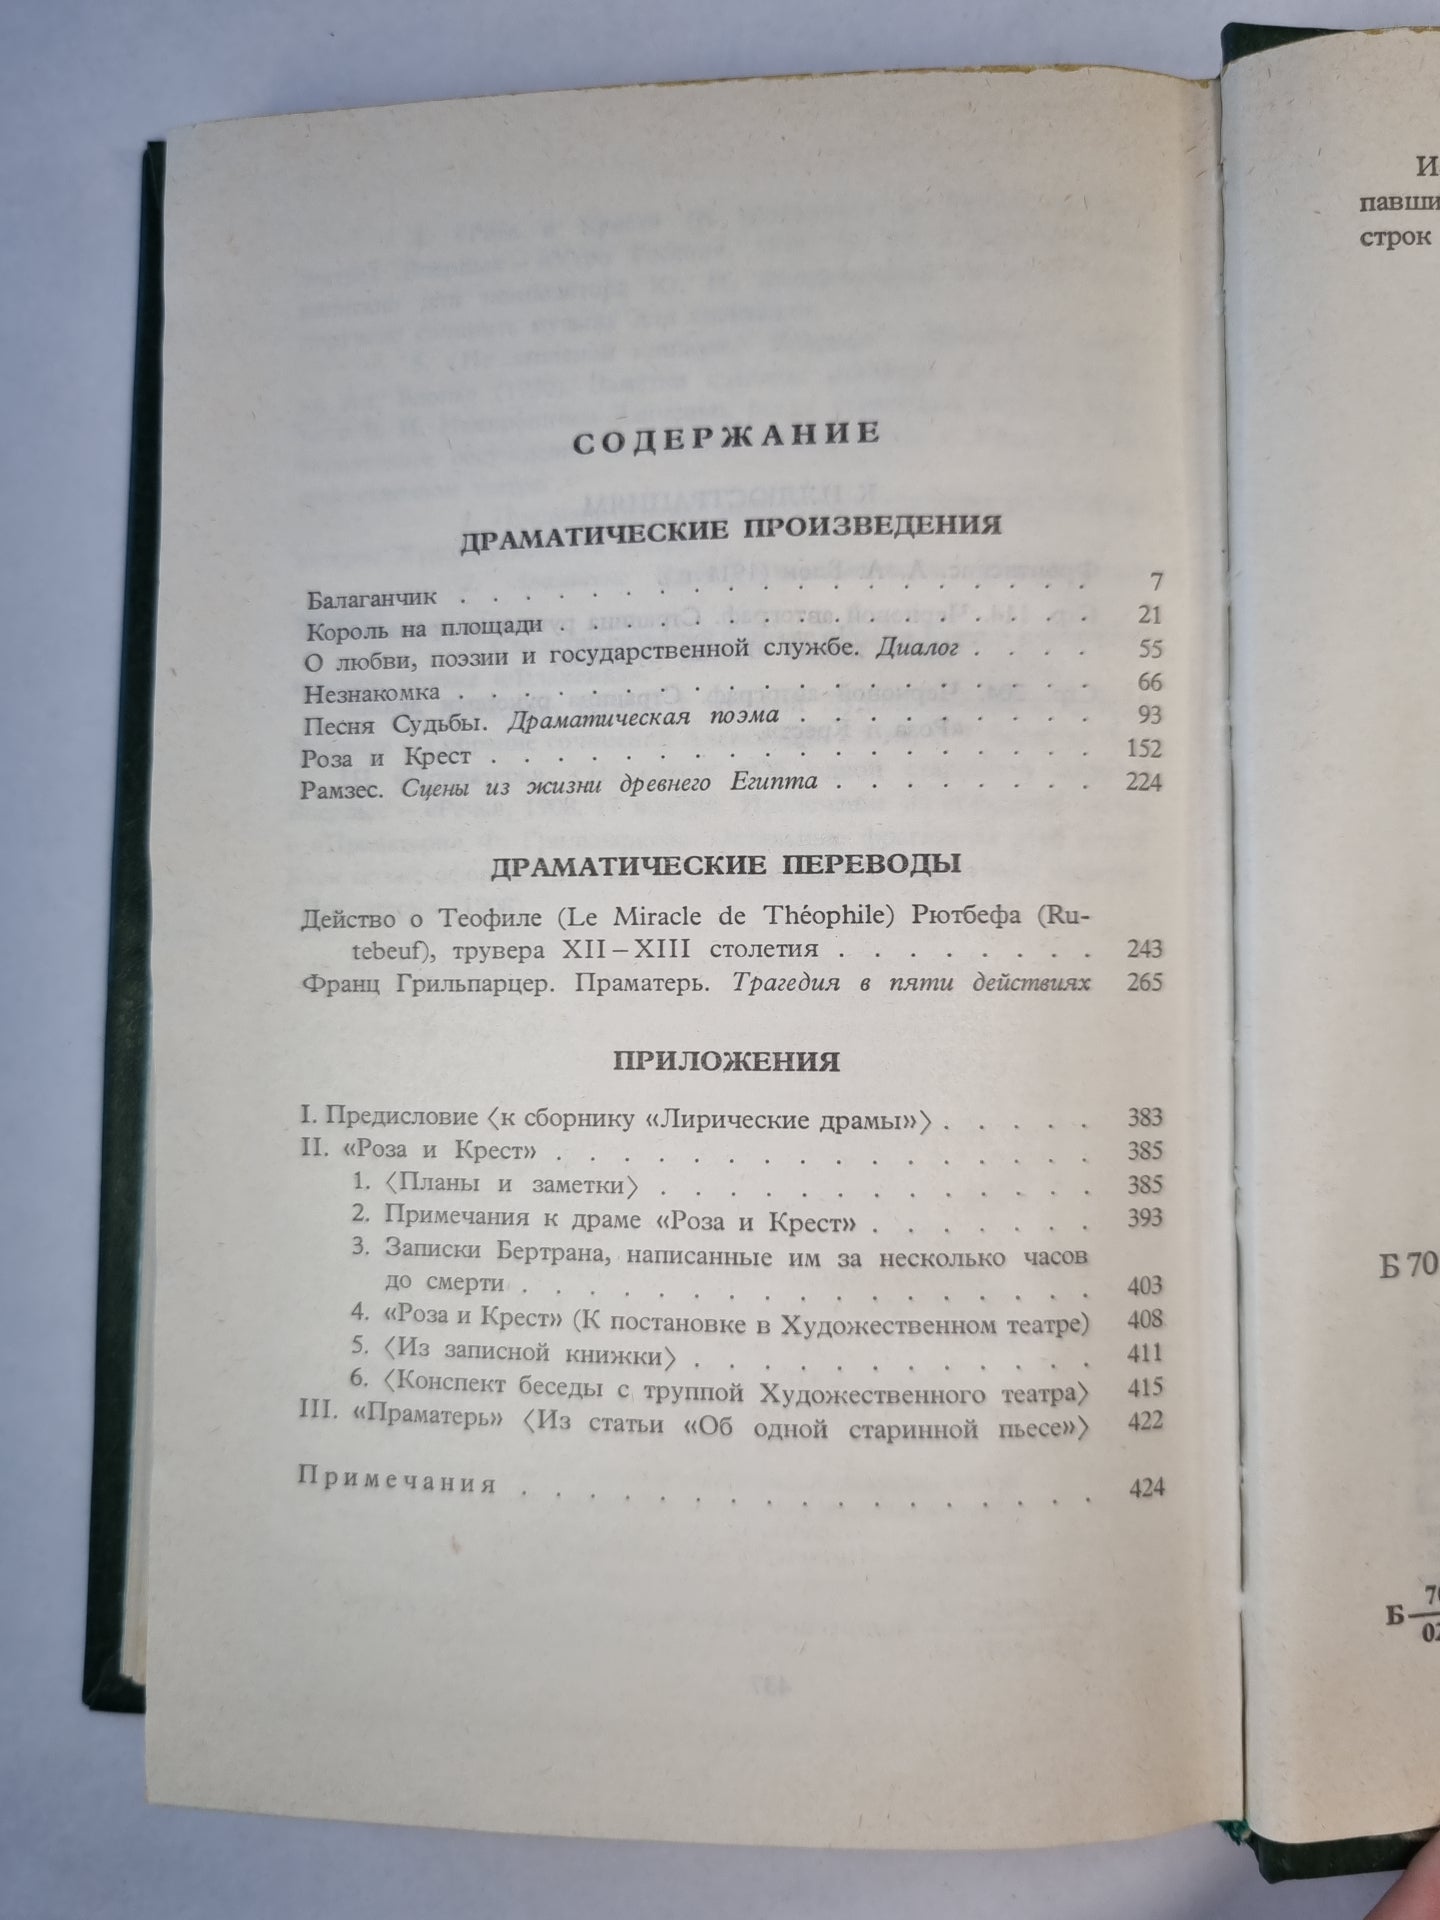 СОДЕРЖАНИЕ
ДРАМАТИЧЕСКИЕ ПРОИЗВЕДЕНИЯ
Балаганчик . . . . . . . . . . . . . . . . . . . 7
Король на площади . . . . . . . . . . . . . . . . 21
О любви, поэзии и государственной службе. Диалог . . . . 55
Незнакомка . . . . . . . . . . . . . . . . . . . 66
Песня Судьбы. Драматическая поэма . . . . . . . . . 93
Роза и Крест . . . . . . . . . . . . . . . . . . 152
Рамзес. Сцены из жизни древнего Египта . . . . . . . . 224
ДРАМАТИЧЕСКИЕ ПЕРЕВОДЫ
Действо о Теофиле (Le Miracle de Théophile) Рютбефа (Ru-
tebeuf), трувера XII–XIII столетия . . . . . . . . 243
Франц Грильпарцер. Праматерь. Трагедия в пяти действиях 265
ПРИЛОЖЕНИЯ
I. Предисловие ⟨к сборнику «Лирические драмы»⟩ . . . . . 383
II. «Роза и Крест» . . . . . . . . . . . . . . . . 385
1. ⟨Планы и заметки⟩ . . . . . . . . . . . . . 385
2. Примечания к драме «Роза и Крест» . . . . . . . 393
3. Записки Бертрана, написанные им за несколько часов
до смерти . . . . . . . . . . . . . . . . . 403
4. «Роза и Крест» (К постановке в Художественном театре) 408
5. ⟨Из записной книжки⟩ . . . . . . . . . . . . 411
6. ⟨Конспект беседы с труппой Художественного театра⟩ 415
III. «Праматерь» ⟨Из статьи «Об одной старинной пьесе»⟩ 422
Примечания . . . . . . . . . . . . . . . . . 424
павши
строк
Б 70
Б